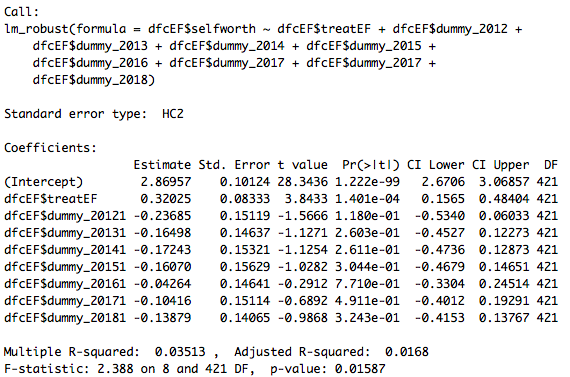 Call:
lm_robust(formula = dfcEF$selfworth ~ dfcEF$treatEF + dfcEF$dummy_2012 +
    dfcEF$dummy_2013 + dfcEF$dummy_2014 + dfcEF$dummy_2015 +
    dfcEF$dummy_2016 + dfcEF$dummy_2017 + dfcEF$dummy_2017 +
    dfcEF$dummy_2018)
Standard error type:  HC2
Coefficients:
                 Estimate Std. Error t value  Pr(>|t|) CI Lower CI Upper  DF
(Intercept)       2.86957    0.10124 28.3436 1.222e-99   2.6706  3.06857 421
dfcEF$treatEF     0.32025    0.08333  3.8433 1.401e-04   0.1565  0.48404 421
dfcEF$dummy_20121 -0.23685    0.15119 -1.5666 1.180e-01  -0.5340  0.06033 421
dfcEF$dummy_20131 -0.16498    0.14637 -1.1271 2.603e-01  -0.4527  0.12273 421
dfcEF$dummy_20141 -0.17243    0.15321 -1.1254 2.611e-01  -0.4736  0.12873 421
dfcEF$dummy_20151 -0.16070    0.15629 -1.0282 3.044e-01  -0.4679  0.14651 421
dfcEF$dummy_20161 -0.04264    0.14641 -0.2912 7.710e-01  -0.3304  0.24514 421
dfcEF$dummy_20171 -0.10416    0.15114 -0.6892 4.911e-01  -0.4012  0.19291 421
dfcEF$dummy_20181 -0.13879    0.14065 -0.9868 3.243e-01  -0.4153  0.13767 421
Multiple R-squared:  0.03513 ,  Adjusted R-squared:  0.0168
F-statistic: 2.388 on 8 and 421 DF,  p-value: 0.01587